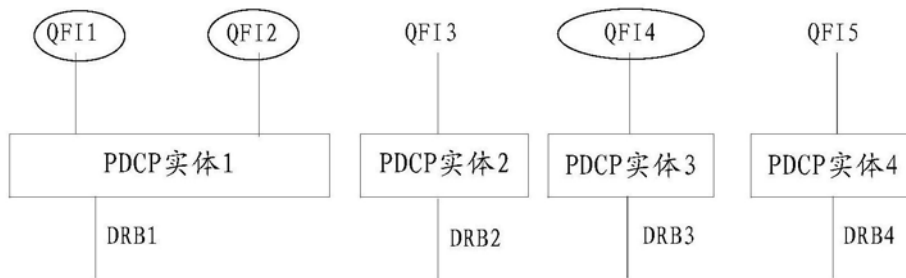 QFI1 QFI2 QFI3 QFI4 QFI5
PDCP实体1 PDCP实体2 PDCP实体3 PDCP实体4
DRB1 DRB2 DRB3 DRB4